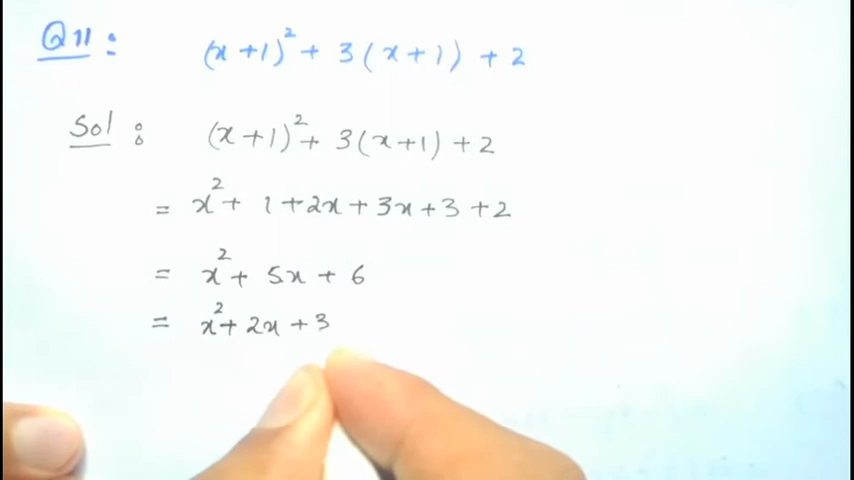 Q11: (x+1)² + 3(x+1) + 2
Sol: (x+1)² + 3(x+1) + 2
= x² + 1 + 2x + 3x + 3 + 2
= x² + 5x + 6
= x² + 2x + 3